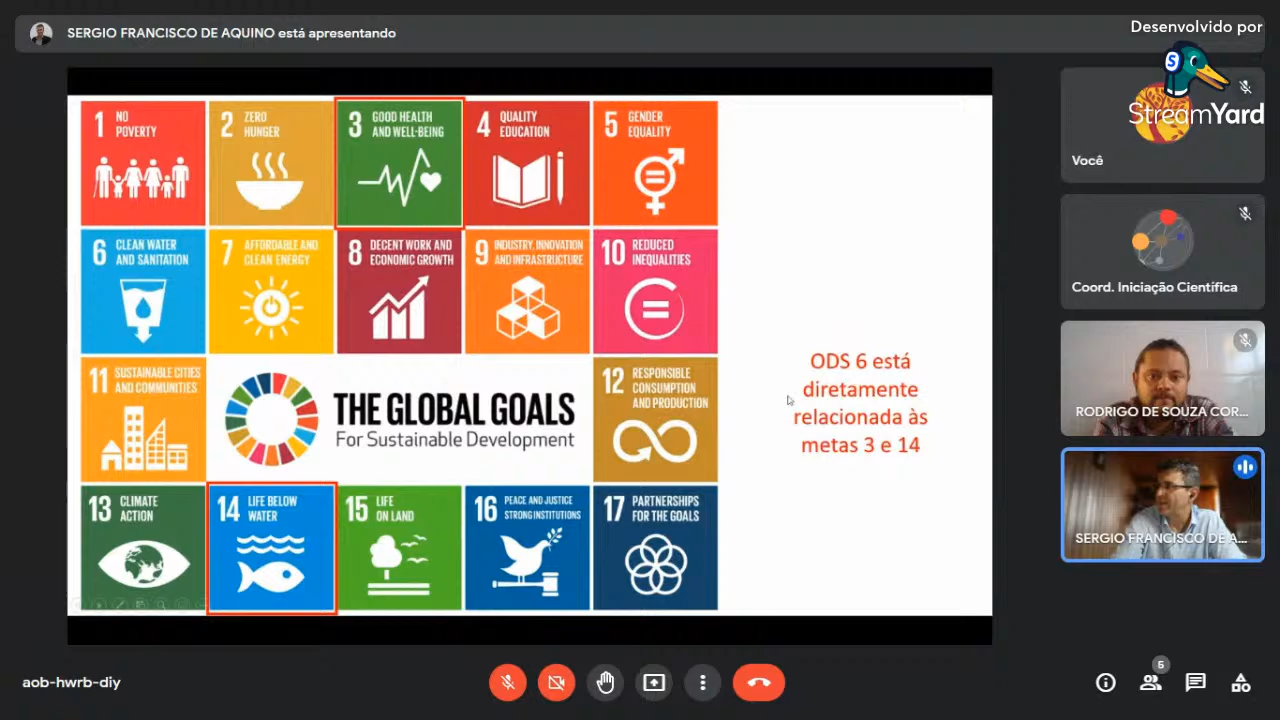 SERGIO FRANCISCO DE AQUINO está apresentando
Desenvolvido por
StreamYard
1 NO
POVERTY
2 ZERO
HUNGER
3 GOOD HEALTH
AND WELL-BEING
4 QUALITY
EDUCATION
5 GENDER
EQUALITY
6 CLEAN WATER
AND SANITATION
7 AFFORDABLE AND
CLEAN ENERGY
8 DECENT WORK AND
ECONOMIC GROWTH
9 INDUSTRY, INNOVATION
AND INFRASTRUCTURE
10 REDUCED
INEQUALITIES
11 SUSTAINABLE CITIES
AND COMMUNITIES
THE GLOBAL GOALS
For Sustainable Development
12 RESPONSIBLE
CONSUMPTION
AND PRODUCTION
13 CLIMATE
ACTION
14 LIFE BELOW
WATER
15 LIFE
ON LAND
16 PEACE AND JUSTICE
STRONG INSTITUTIONS
17 PARTNERSHIPS
FOR THE GOALS
ODS 6 está
diretamente
relacionada às
metas 3 e 14
Você
Coord. Iniciação Científica
RODRIGO DE SOUZA COR...
SERGIO FRANCISCO DE A...
aob-hwrb-diy
5